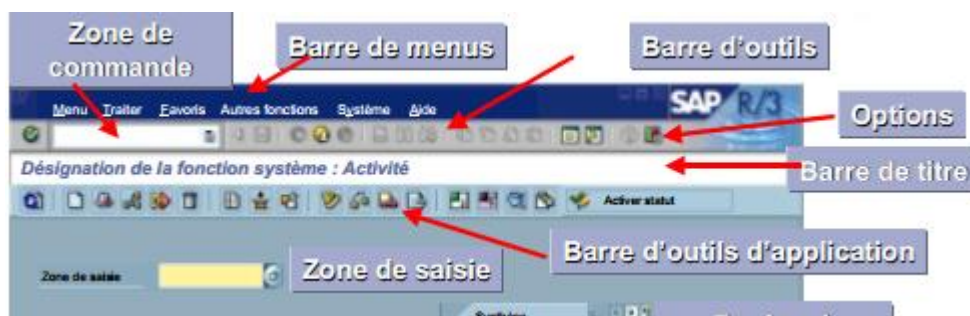 Zone de
commande
Barre de menus
Barre d'outils
Menu Traiter Favoris Autres fonctions Système Aide
SAP R/3
Options
Désignation de la fonction système : Activité
Barre de titre
Activer statut
Barre d'outils d'application
Zone de saisie
Zone de saisie